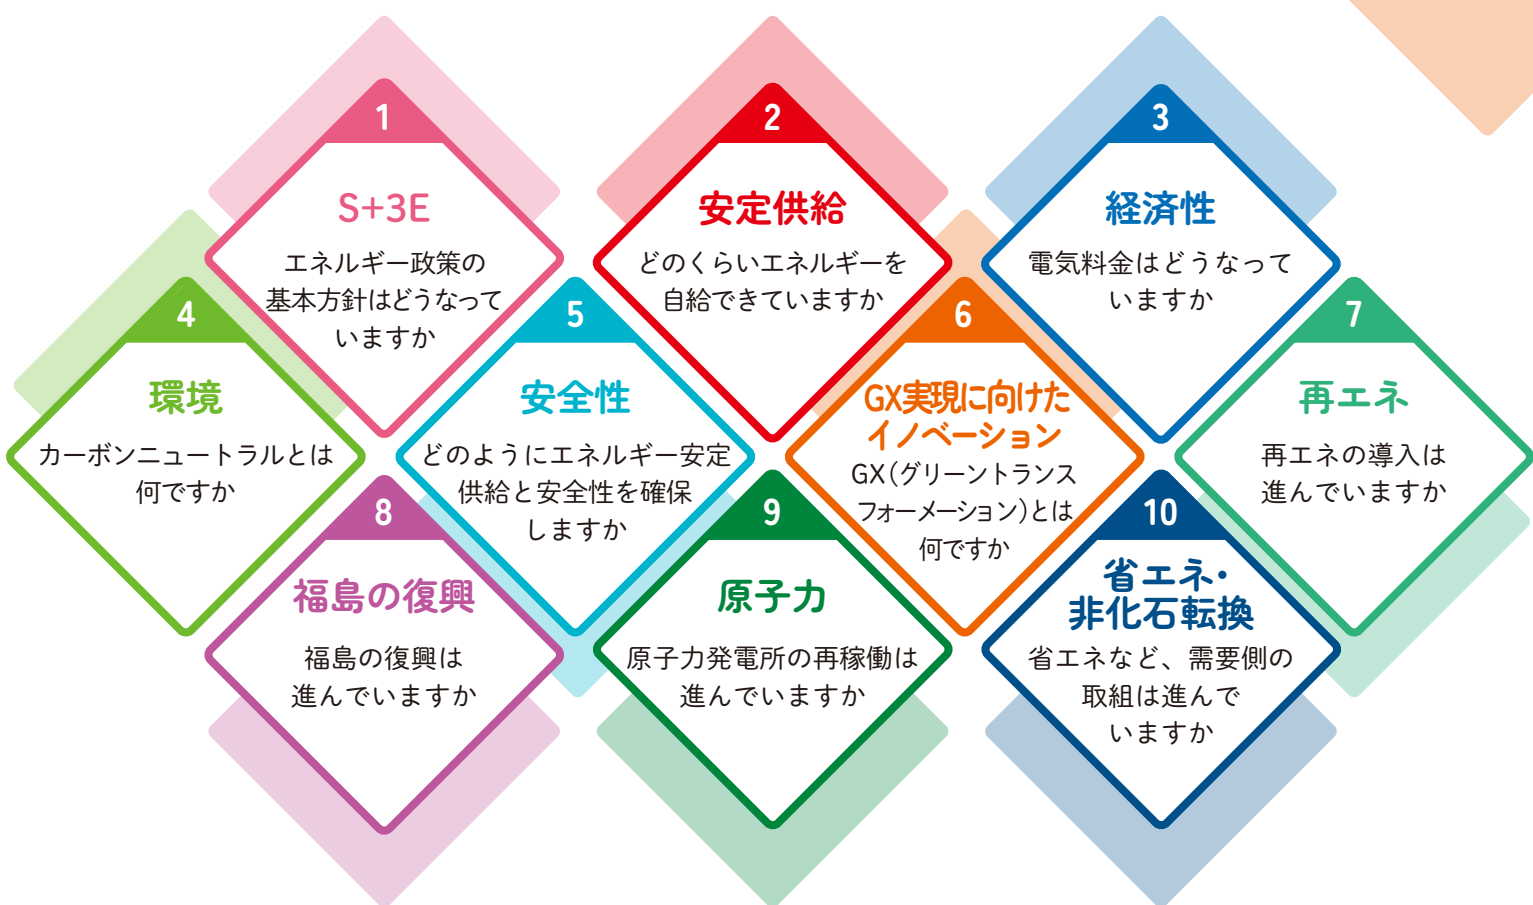 1
S+3E
エネルギー政策の
基本方針はどうなって
いますか
2
安定供給
どのくらいエネルギーを
自給できていますか
3
経済性
電気料金はどうなって
いますか
4
環境
カーボンニュートラルとは
何ですか
5
安全性
どのようにエネルギー安定
供給と安全性を確保
しますか
6
GX実現に向けた
イノベーション
GX(グリーントランス
フォーメーション)とは
何ですか
7
再エネ
再エネの導入は
進んでいますか
8
福島の復興
福島の復興は
進んでいますか
9
原子力
原子力発電所の再稼働は
進んでいますか
10
省エネ・
非化石転換
省エネなど、需要側の
取組は進んで
いますか